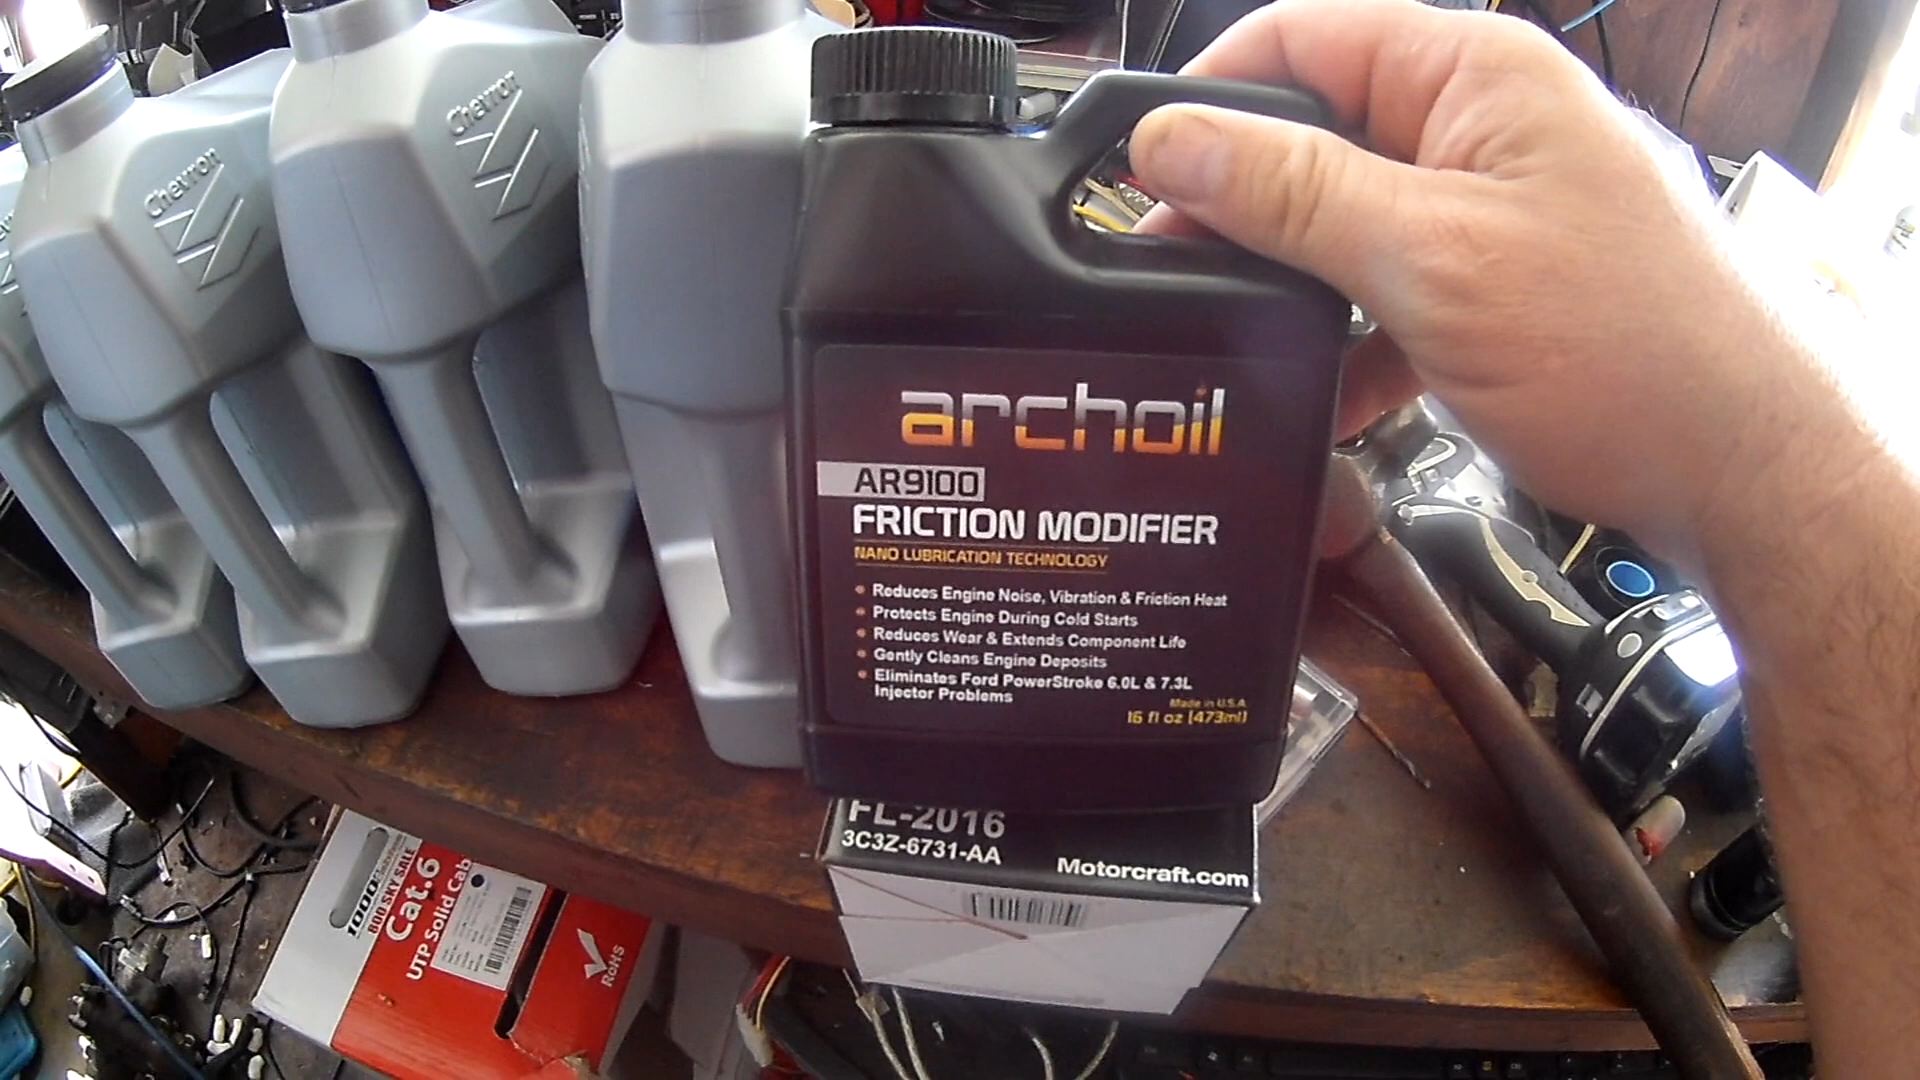 Chevron
Chevron
archoil
AR9100
FRICTION MODIFIER
NANO LUBRICATION TECHNOLOGY
Reduces Engine Noise, Vibration & Friction Heat
Protects Engine During Cold Starts
Reduces Wear & Extends Component Life
Gently Cleans Engine Deposits
Eliminates Ford PowerStroke 6.0L & 7.3L
Injector Problems
Made in U.S.A
16 fl oz (473ml)
FL-2016
3C3Z-6731-AA
Motorcraft.com
Cat.6
UTP Solid Cab
RoHS